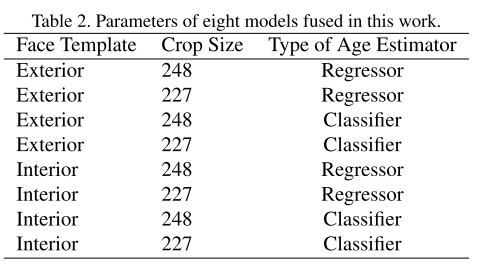 Table 2. Parameters of eight models fused in this work.
Face Template Crop Size Type of Age Estimator
Exterior 248 Regressor
Exterior 227 Regressor
Exterior 248 Classifier
Exterior 227 Classifier
Interior 248 Regressor
Interior 227 Regressor
Interior 248 Classifier
Interior 227 Classifier